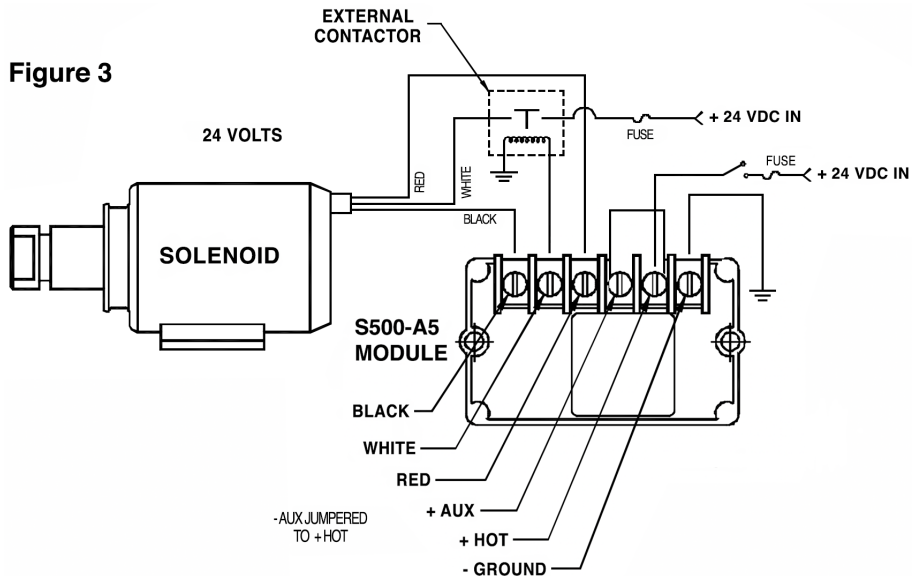 EXTERNAL
CONTACTOR
Figure 3
24 VOLTS
+ 24 VDC IN
FUSE
FUSE
+ 24 VDC IN
RED
WHITE
BLACK
SOLENOID
S500-A5
MODULE
BLACK
WHITE
RED
+ AUX
- AUX JUMPERED
TO + HOT
+ HOT
- GROUND